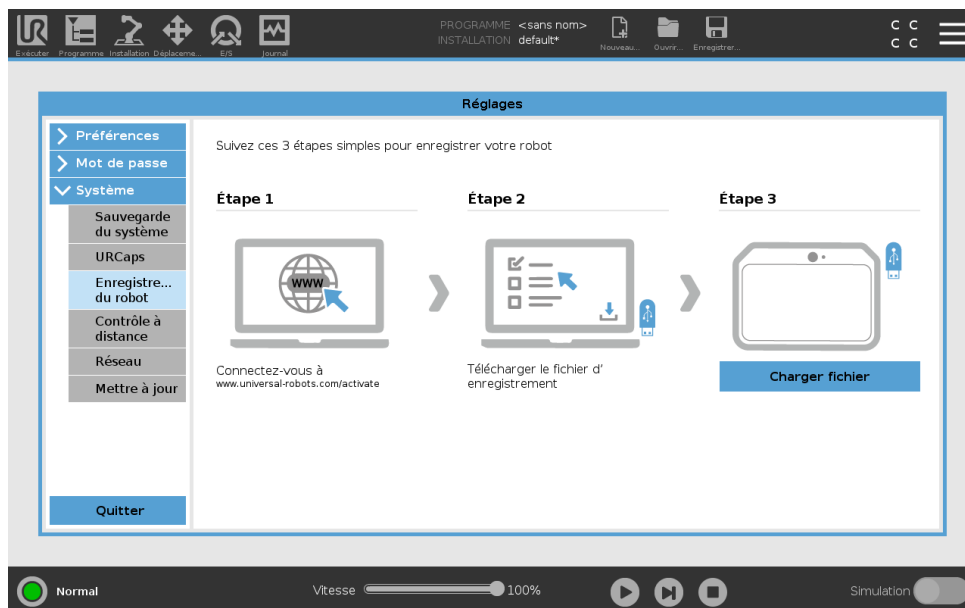 UR
PROGRAMME <sans nom>
INSTALLATION default*
Exécuter
Programme
Installation
Déplaceme...
E/S
Journal
Nouveau...
Ouvrir...
Enregistrer...
C C
C C
Réglages
Préférences
Mot de passe
Système
Sauvegarde
du système
URCaps
Enregistre...
du robot
Contrôle à
distance
Réseau
Mettre à jour
Quitter
Suivez ces 3 étapes simples pour enregistrer votre robot
Étape 1
www
Connectez-vous à
www.universal-robots.com/activate
Étape 2
Télécharger le fichier d'
enregistrement
Étape 3
Charger fichier
Normal
Vitesse
100%
Simulation